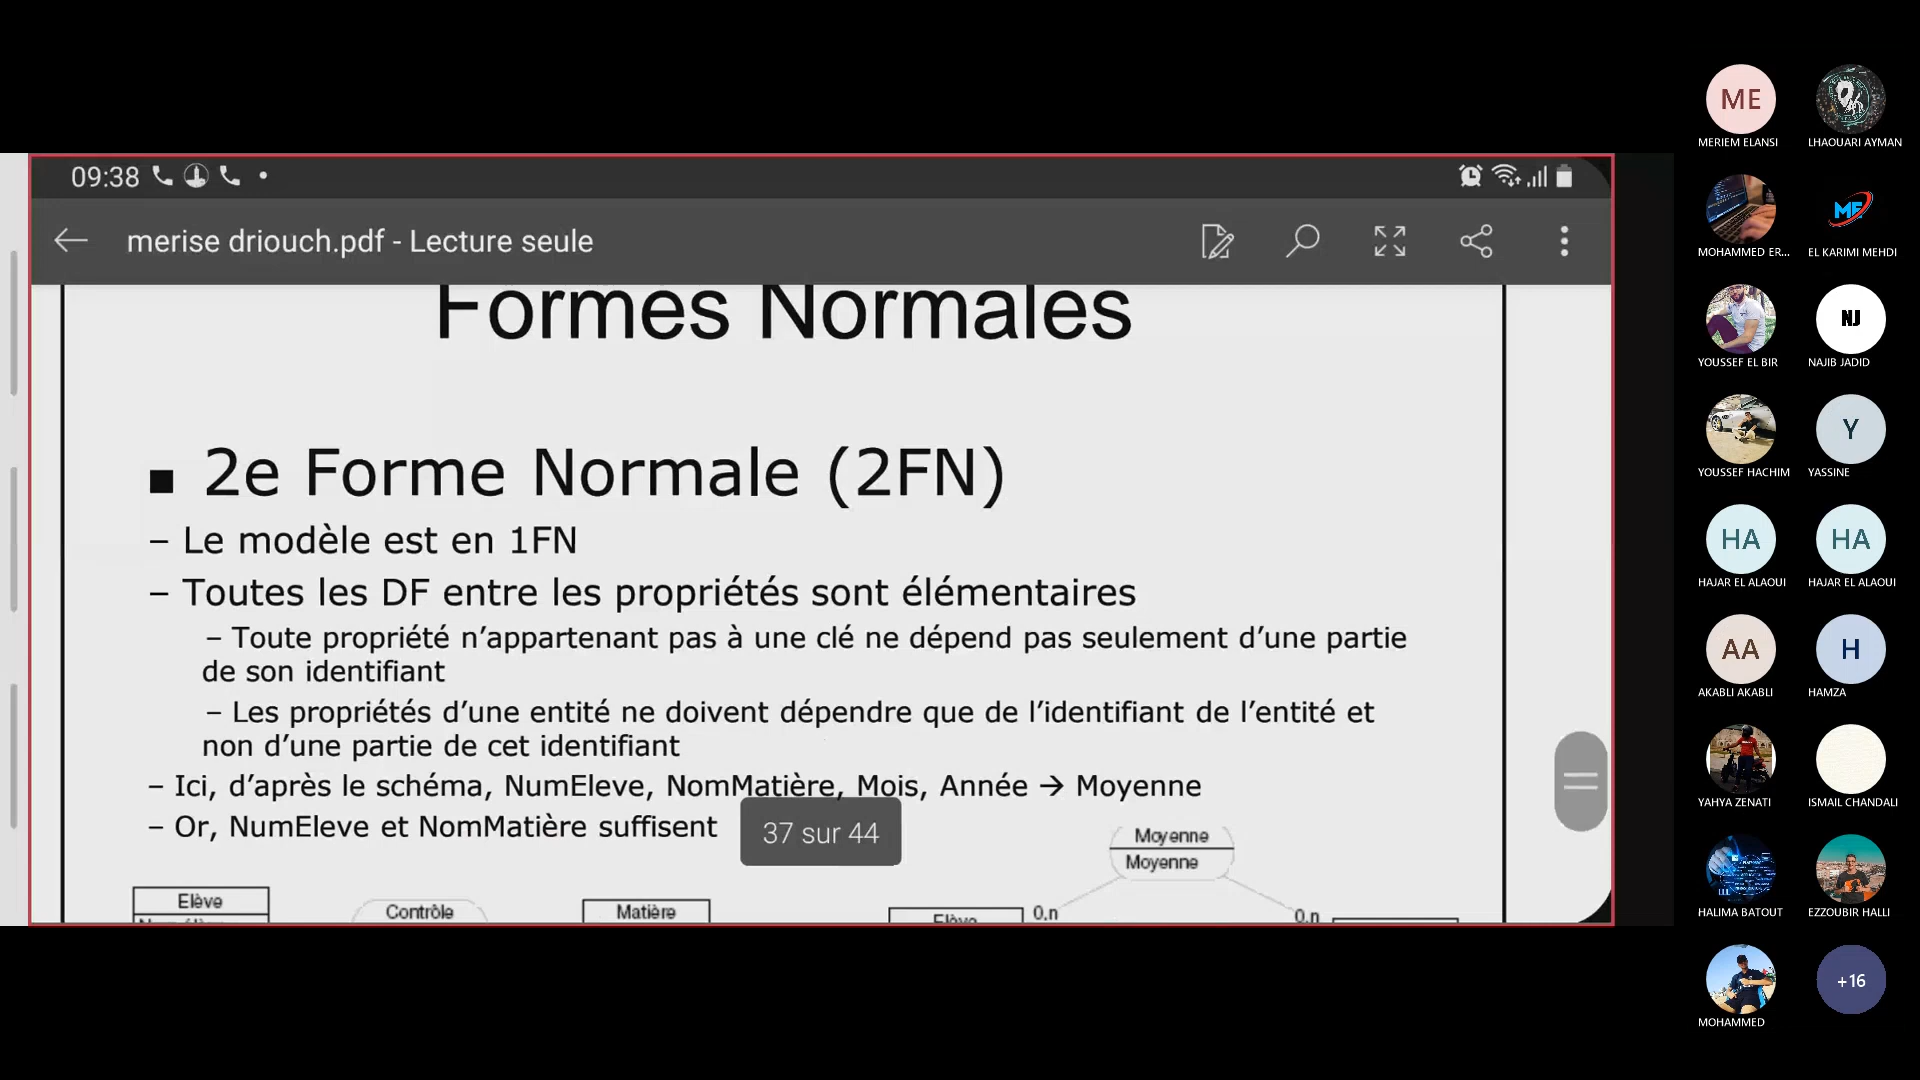 09:38
merise driouch.pdf - Lecture seule
Formes Normales
■ 2e Forme Normale (2FN)
– Le modèle est en 1FN
– Toutes les DF entre les propriétés sont élémentaires
– Toute propriété n’appartenant pas à une clé ne dépend pas seulement d’une partie
de son identifiant
– Les propriétés d’une entité ne doivent dépendre que de l’identifiant de l’entité et
non d’une partie de cet identifiant
– Ici, d’après le schéma, NumEleve, NomMatière, Mois, Année → Moyenne
– Or, NumEleve et NomMatière suffisent
37 sur 44
Moyenne
Moyenne
Elève
Contrôle
Matière
Elève
0,n
0,n
ME
MERIEM ELANSI
LHAOUARI AYMAN
MOHAMMED ER...
ME
EL KARIMI MEHDI
YOUSSEF EL BIR
NJ
NAJIB JADID
YOUSSEF HACHIM
Y
YASSINE
HA
HAJAR EL ALAOUI
HA
HAJAR EL ALAOUI
AA
AKABLI AKABLI
H
HAMZA
YAHYA ZENATI
ISMAIL CHANDALI
HALIMA BATOUT
EZZOUBIR HALLI
MOHAMMED
+16